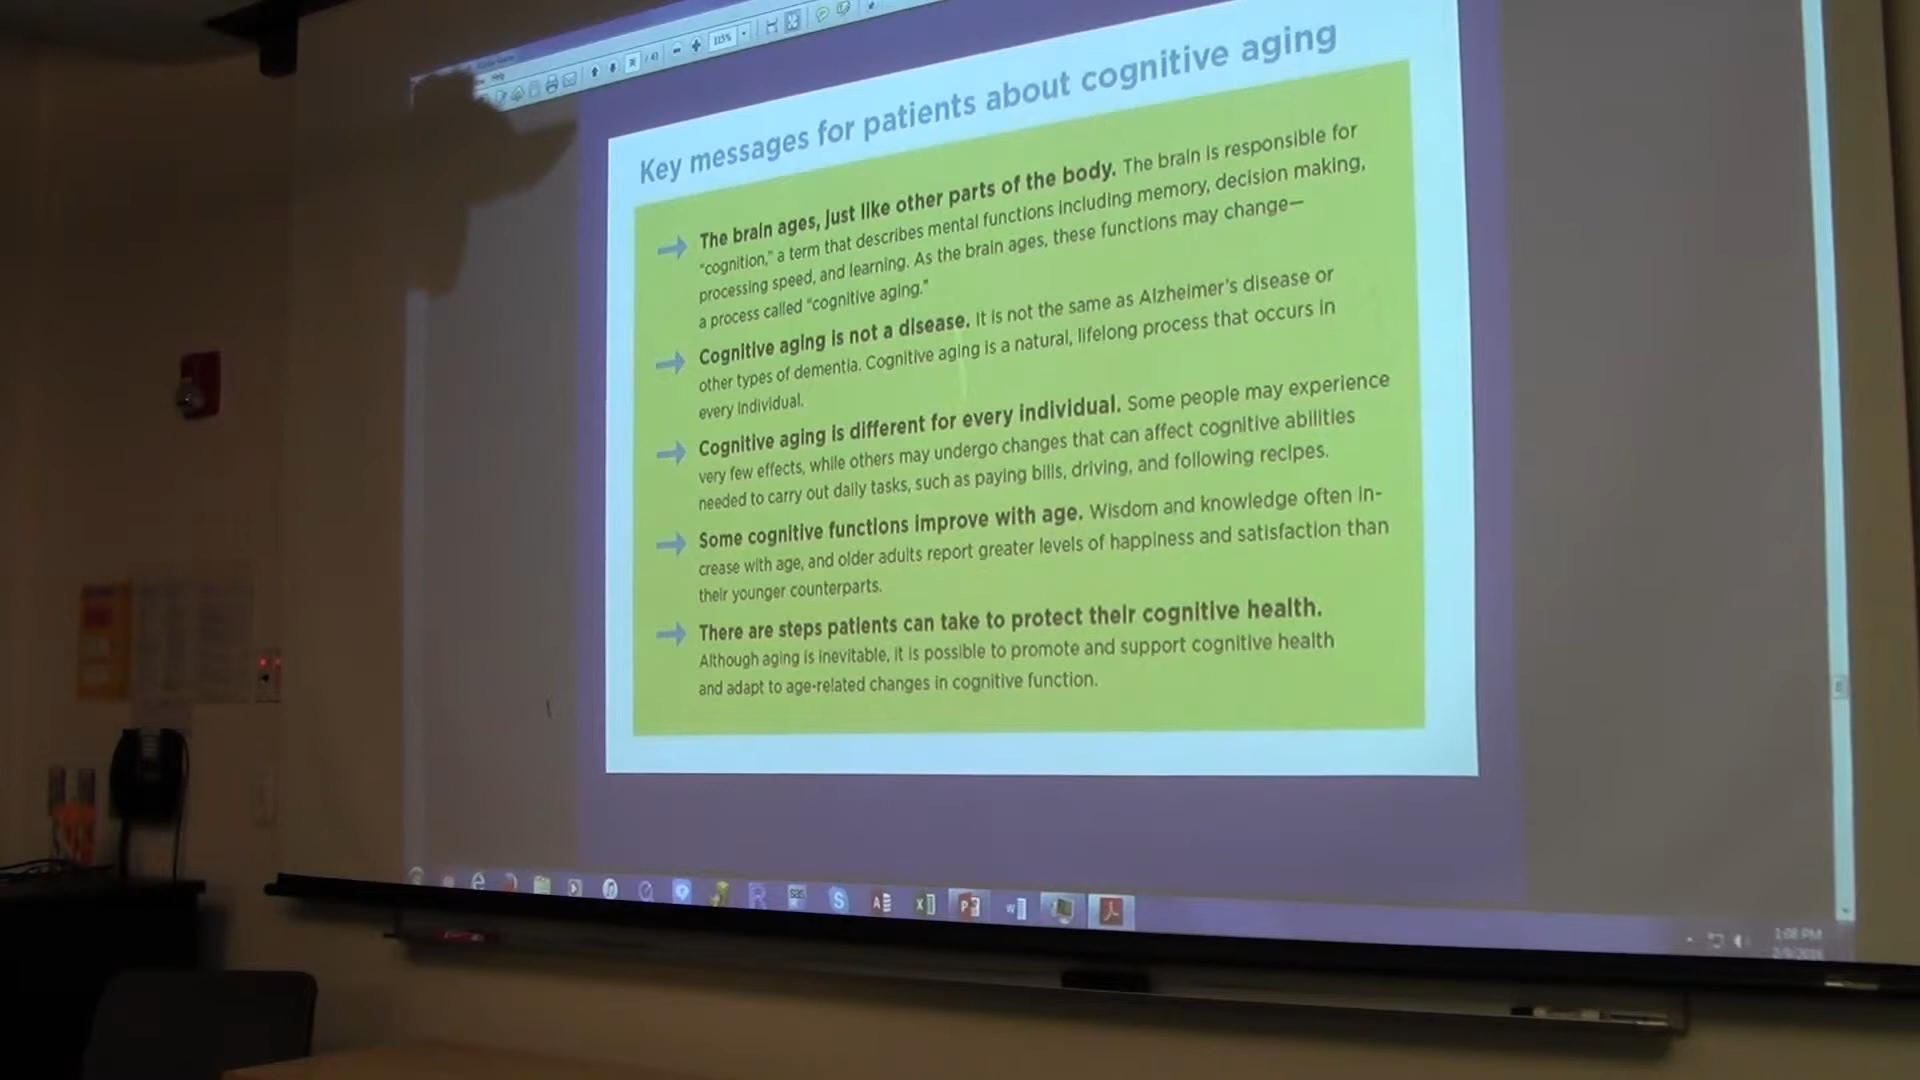 Help
115%
Key messages for patients about cognitive aging
The brain ages, just like other parts of the body. The brain is responsible for
“cognition,” a term that describes mental functions including memory, decision making,
processing speed, and learning. As the brain ages, these functions may change—
a process called “cognitive aging.”
Cognitive aging is not a disease. It is not the same as Alzheimer’s disease or
other types of dementia. Cognitive aging is a natural, lifelong process that occurs in
every individual.
Cognitive aging is different for every individual. Some people may experience
very few effects, while others may undergo changes that can affect cognitive abilities
needed to carry out daily tasks, such as paying bills, driving, and following recipes.
Some cognitive functions improve with age. Wisdom and knowledge often in-
crease with age, and older adults report greater levels of happiness and satisfaction than
their younger counterparts.
There are steps patients can take to protect their cognitive health.
Although aging is inevitable, it is possible to promote and support cognitive health
and adapt to age-related changes in cognitive function.
sas
1:08 PM